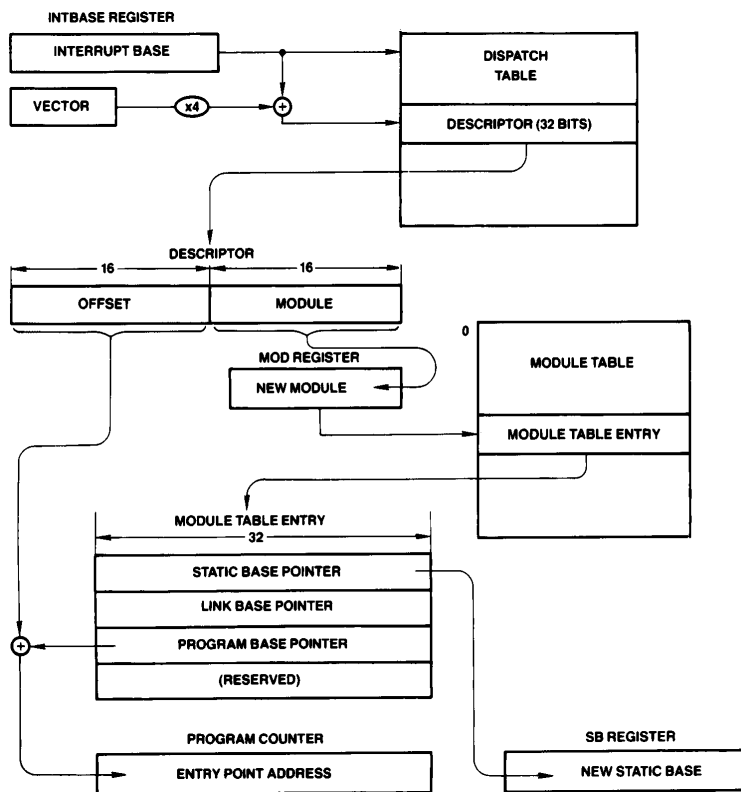 INTBASE REGISTER
INTERRUPT BASE
DISPATCH
TABLE
VECTOR
x4
+
DESCRIPTOR (32 BITS)
DESCRIPTOR
16
16
OFFSET
MODULE
0
MOD REGISTER
MODULE TABLE
NEW MODULE
MODULE TABLE ENTRY
MODULE TABLE ENTRY
32
STATIC BASE POINTER
LINK BASE POINTER
+
PROGRAM BASE POINTER
(RESERVED)
PROGRAM COUNTER
SB REGISTER
ENTRY POINT ADDRESS
NEW STATIC BASE